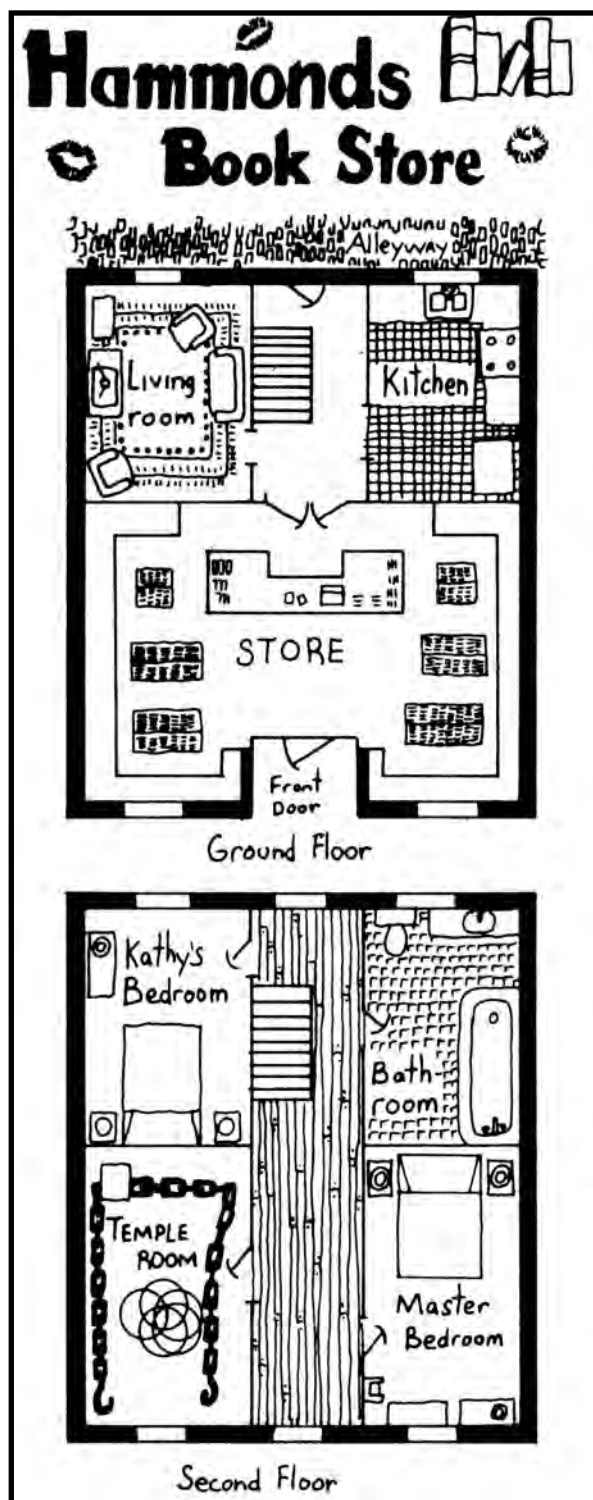 Hammonds
Book Store
Alleyway
Living
room
Kitchen
STORE
Front
Door
Ground Floor
Kathy's
Bedroom
Bath-
room
TEMPLE
ROOM
Master
Bedroom
Second Floor